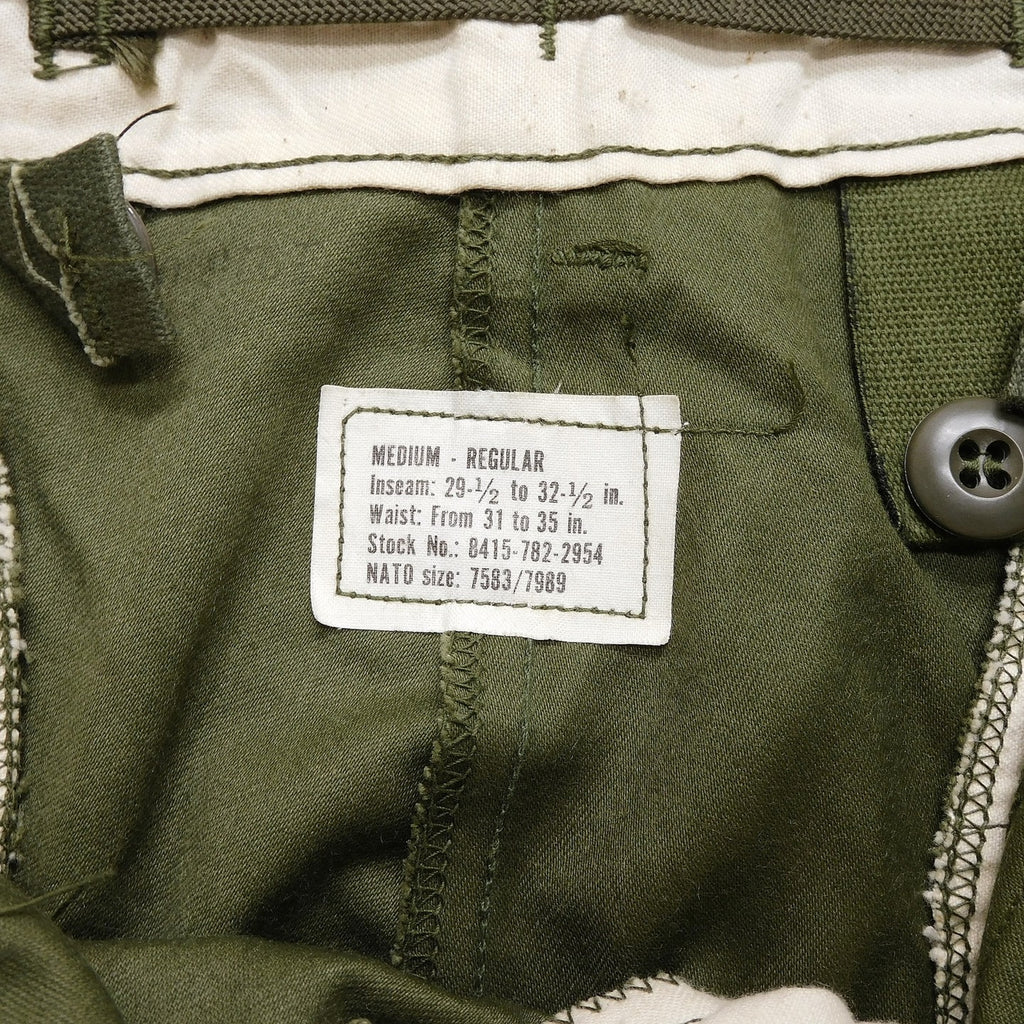 MEDIUM - REGULAR
Inseam: 29-½ to 32-½ in.
Waist: From 31 to 35 in.
Stock No.: 8415-782-2954
NATO size: 7583/7989